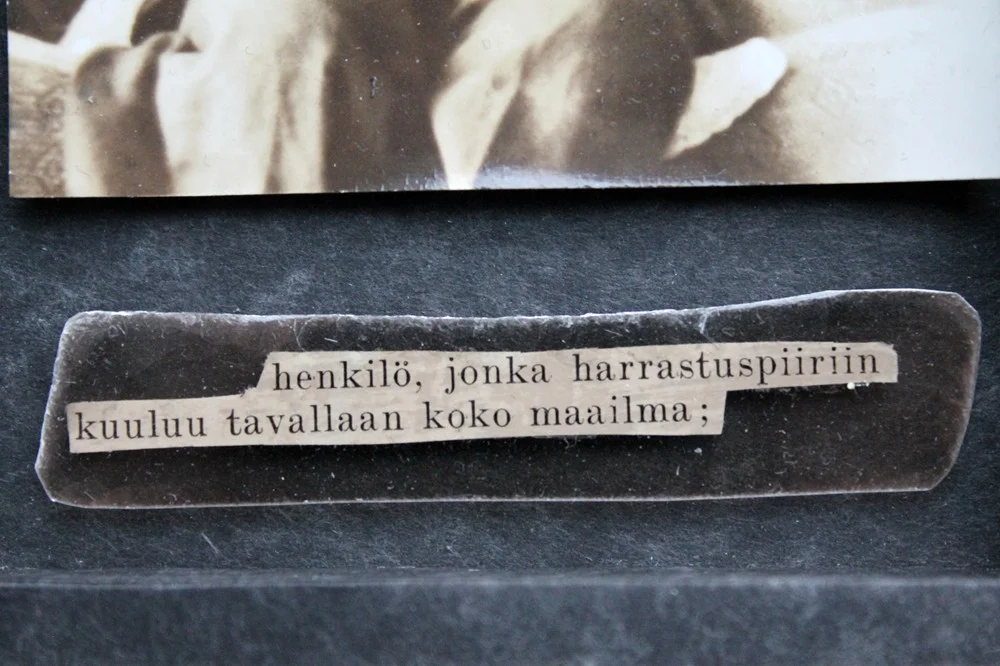 henkilö, jonka harrastuspiiriin
kuuluu tavallaan koko maailma;